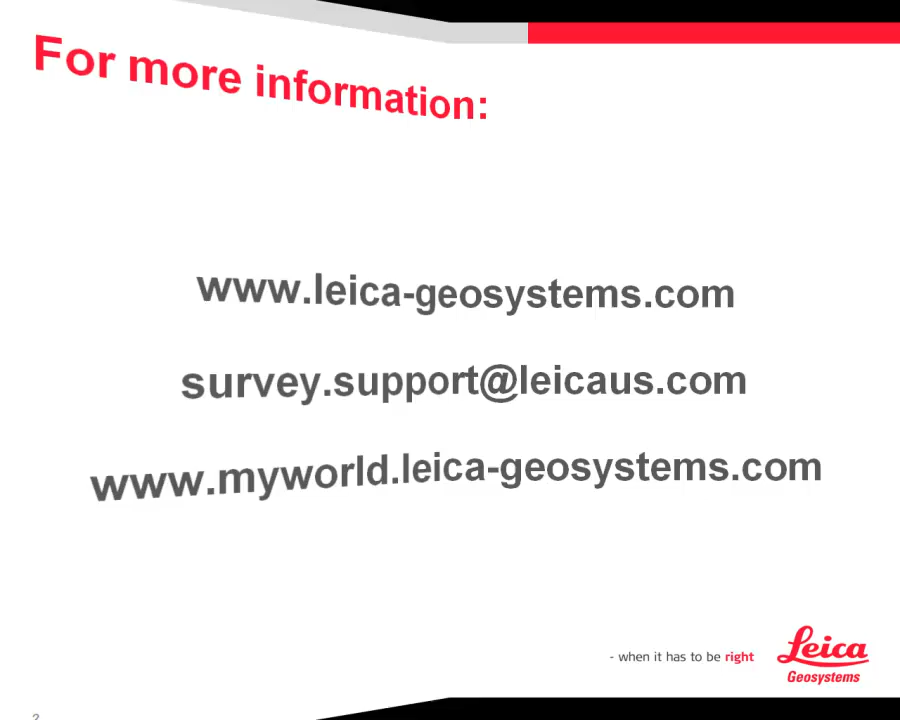 For more information:
www.leica-geosystems.com
survey.support@leicaus.com
www.myworld.leica-geosystems.com
- when it has to be right
Leica
Geosystems
2